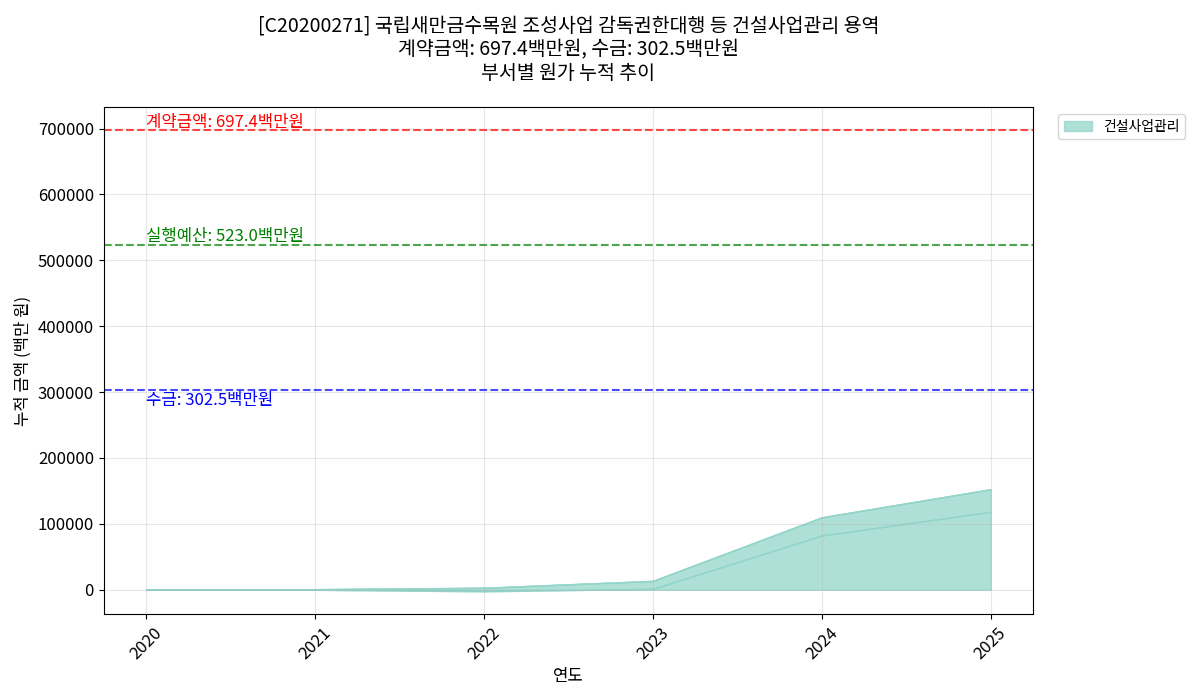 [C20200271] 국립새만금수목원 조성사업 감독권한대행 등 건설사업관리 용역
계약금액: 697.4백만원, 수금: 302.5백만원
부서별 원가 누적 추이
계약금액: 697.4백만원
실행예산: 523.0백만원
수금: 302.5백만원
건설사업관리
누적 금액 (백만 원)
700000
600000
500000
400000
300000
200000
100000
0
2020
2021
2022
2023
2024
2025
연도